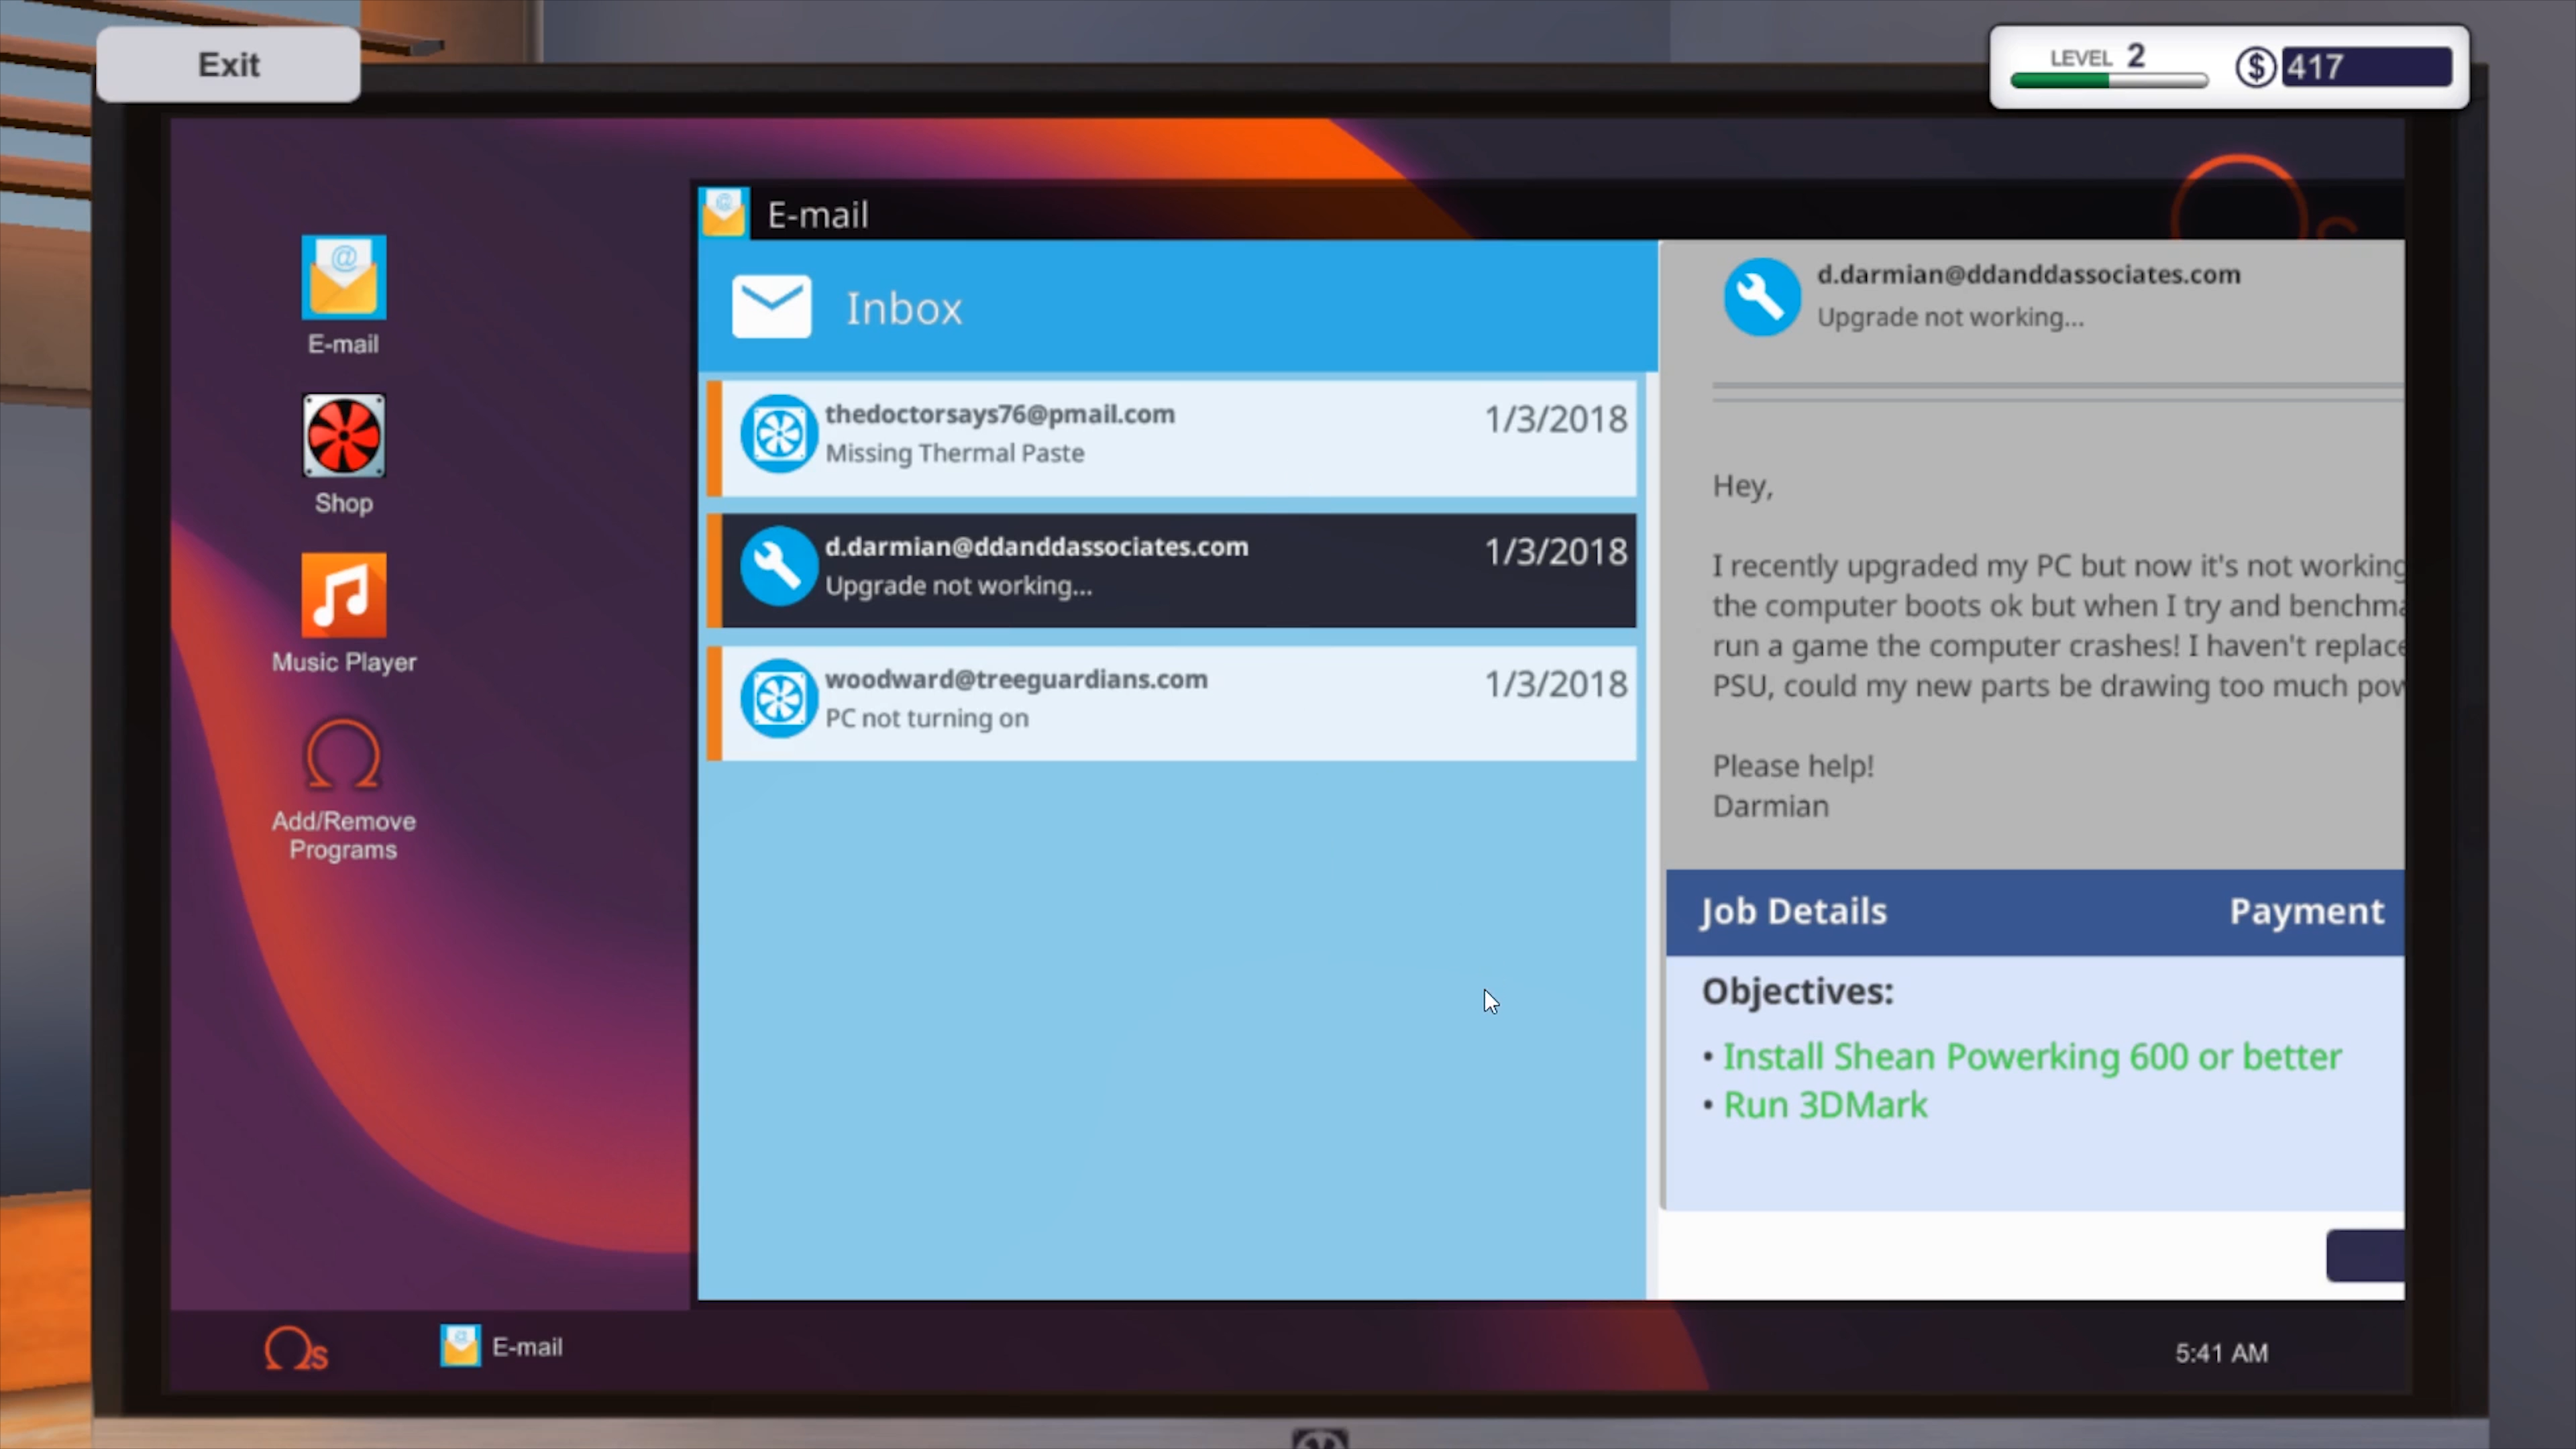 Exit
LEVEL 2
$ 417
E-mail
Shop
Music Player
Add/Remove
Programs
E-mail
Inbox
thedoctorsays76@pmail.com
1/3/2018
Missing Thermal Paste
d.darmian@ddanddassociates.com
1/3/2018
Upgrade not working...
woodward@treeguardians.com
1/3/2018
PC not turning on
d.darmian@ddanddassociates.com
Upgrade not working...
Hey,
I recently upgraded my PC but now it's not working
the computer boots ok but when I try and benchma
run a game the computer crashes! I haven't replace
PSU, could my new parts be drawing too much pow
Please help!
Darmian
Job Details
Payment
Objectives:
• Install Shean Powerking 600 or better
• Run 3DMark
Ωs
E-mail
5:41 AM